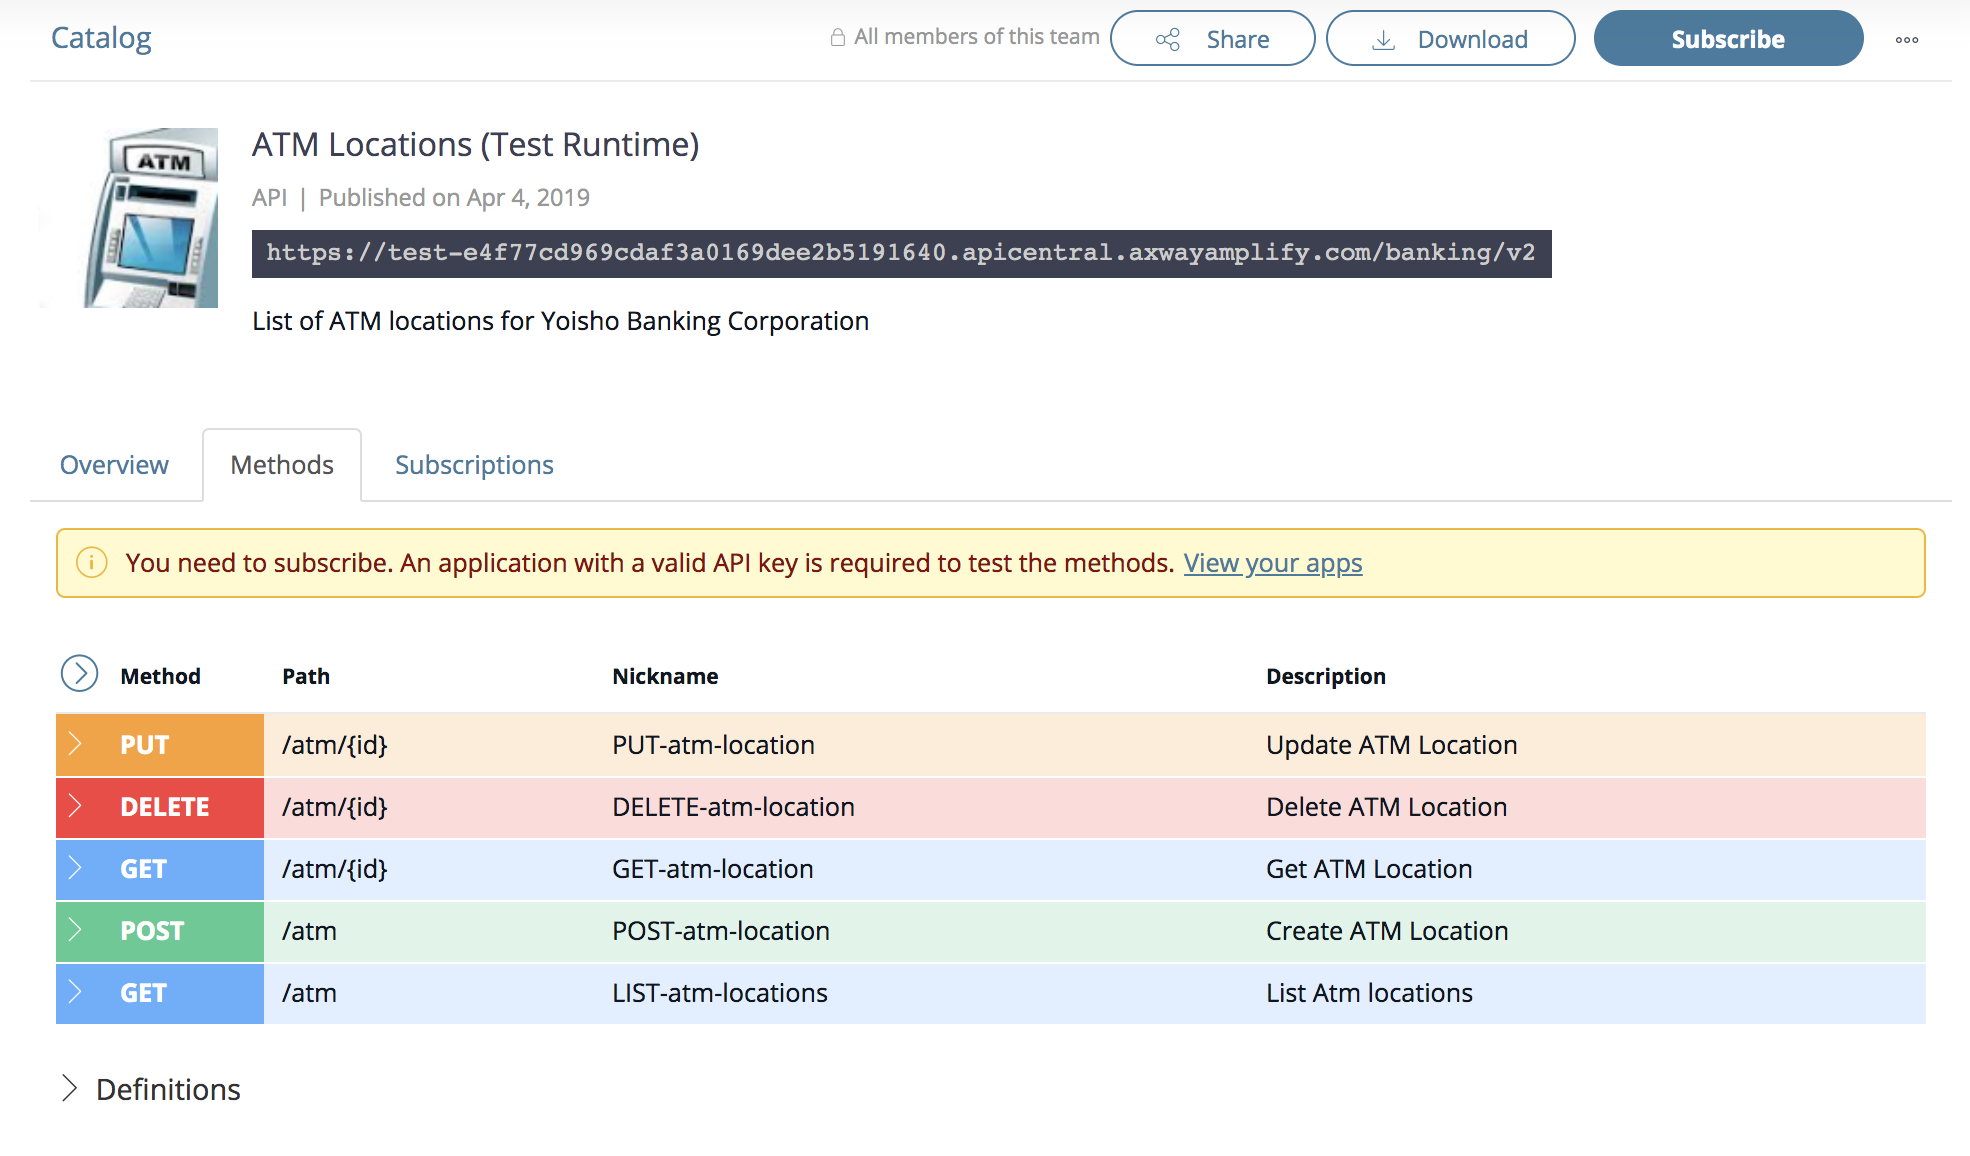 Catalog
All members of this team
Share
Download
Subscribe
ATM
ATM Locations (Test Runtime)
API | Published on Apr 4, 2019
https://test-e4f77cd969cdaf3a0169dee2b5191640.apicentral.axwayamplify.com/banking/v2
List of ATM locations for Yoisho Banking Corporation
Overview
Methods
Subscriptions
You need to subscribe. An application with a valid API key is required to test the methods. View your apps
Method Path Nickname Description
PUT /atm/{id} PUT-atm-location Update ATM Location
DELETE /atm/{id} DELETE-atm-location Delete ATM Location
GET /atm/{id} GET-atm-location Get ATM Location
POST /atm POST-atm-location Create ATM Location
GET /atm LIST-atm-locations List Atm locations
Definitions